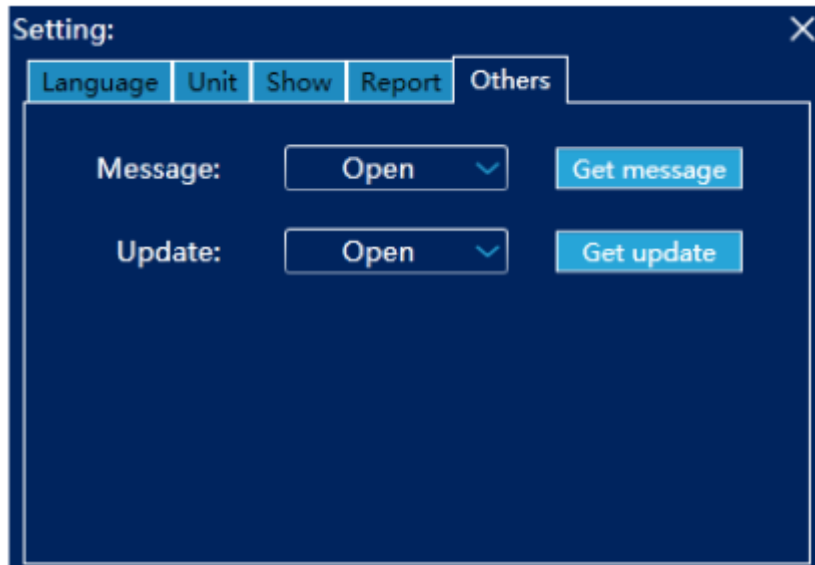 Setting:
Language Unit Show Report Others
Message: Open Get message
Update: Open Get update